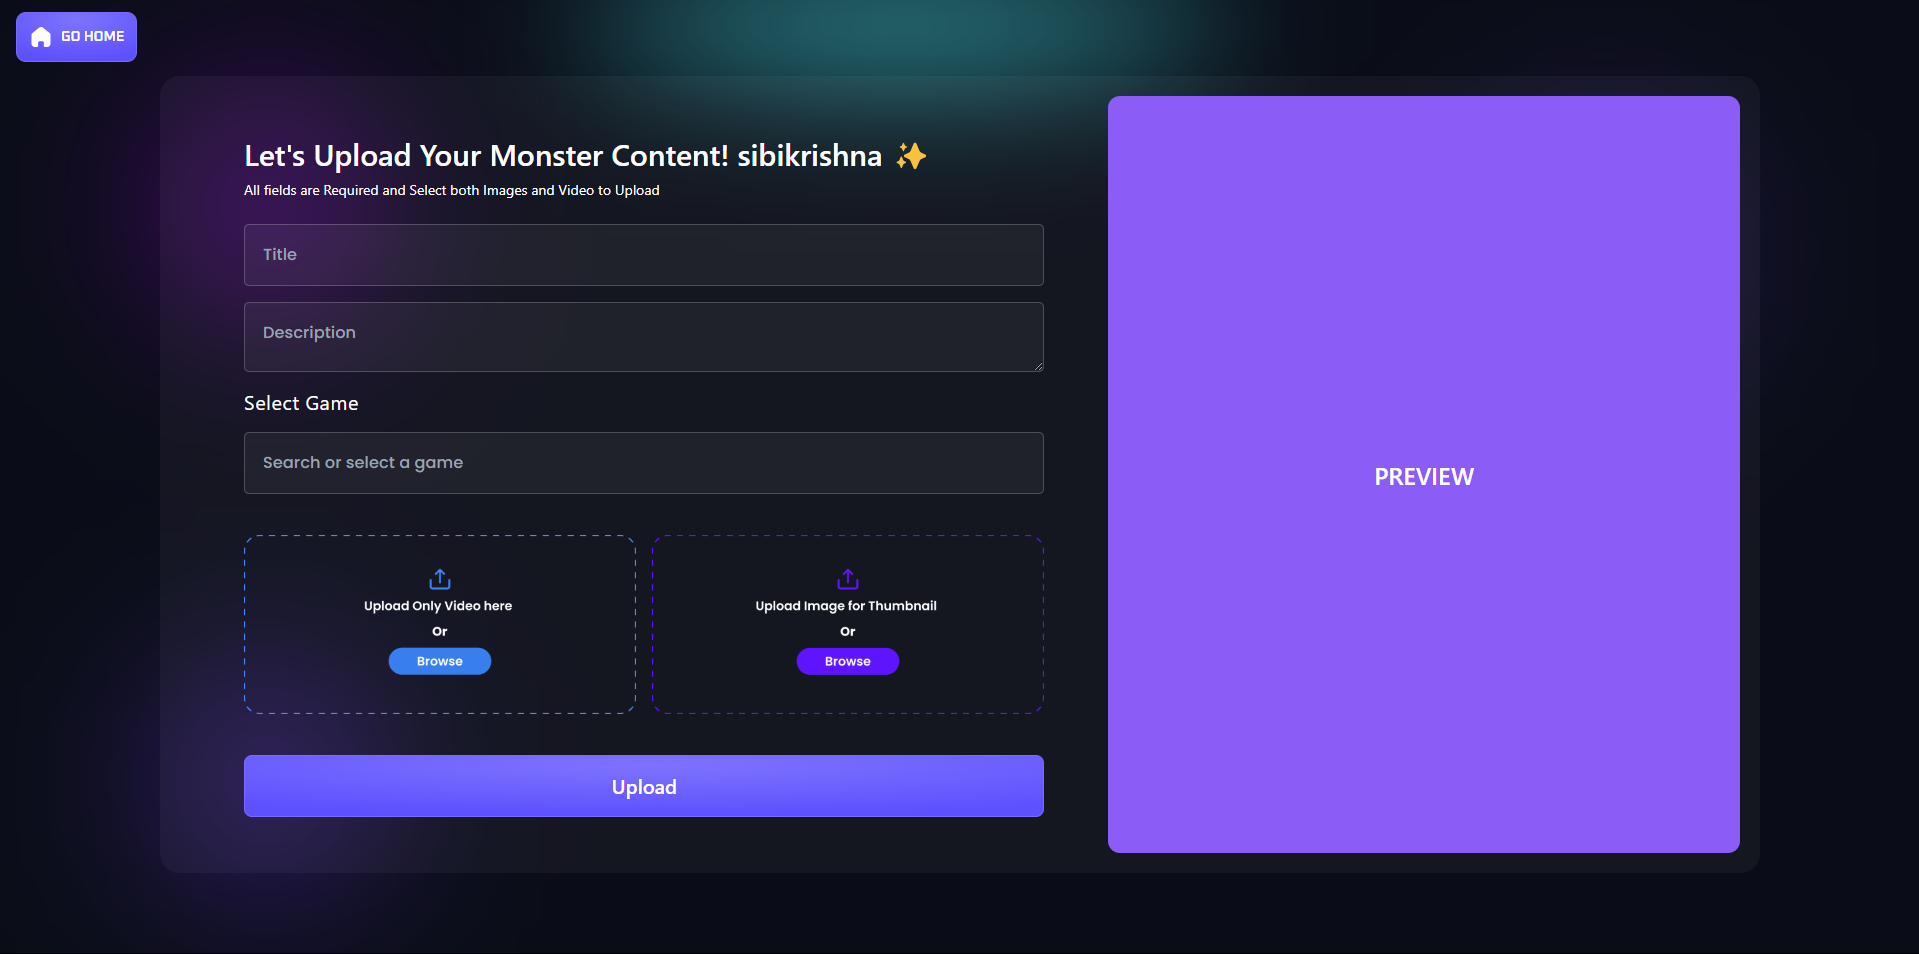 GO HOME
Let's Upload Your Monster Content! sibikrishna ✨
All fields are Required and Select both Images and Video to Upload
Title
Description
Select Game
Search or select a game
Upload Only Video here
Or
Browse
Upload Image for Thumbnail
Or
Browse
Upload
PREVIEW